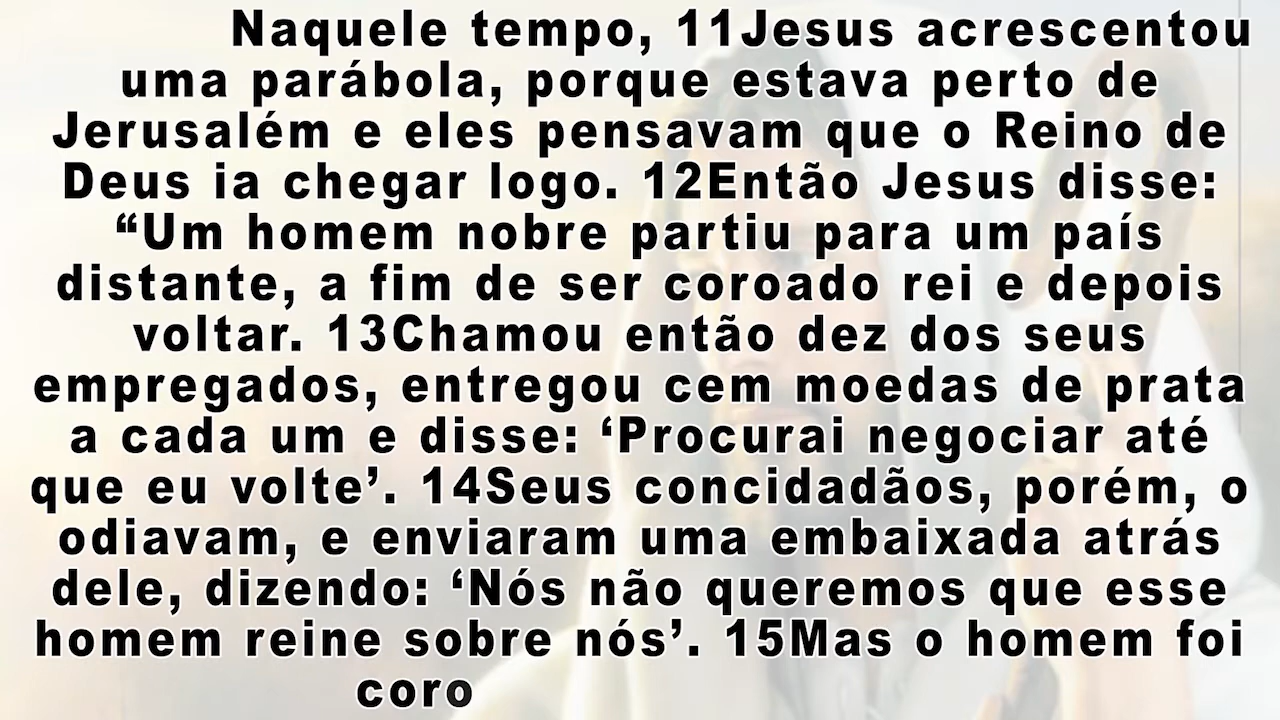 Naquele tempo, 11Jesus acrescentou
uma parábola, porque estava perto de
Jerusalém e eles pensavam que o Reino de
Deus ia chegar logo. 12Então Jesus disse:
“Um homem nobre partiu para um país
distante, a fim de ser coroado rei e depois
voltar. 13Chamou então dez dos seus
empregados, entregou cem moedas de prata
a cada um e disse: ‘Procurai negociar até
que eu volte’. 14Seus concidadãos, porém, o
odiavam, e enviaram uma embaixada atrás
dele, dizendo: ‘Nós não queremos que esse
homem reine sobre nós’. 15Mas o homem foi
coro